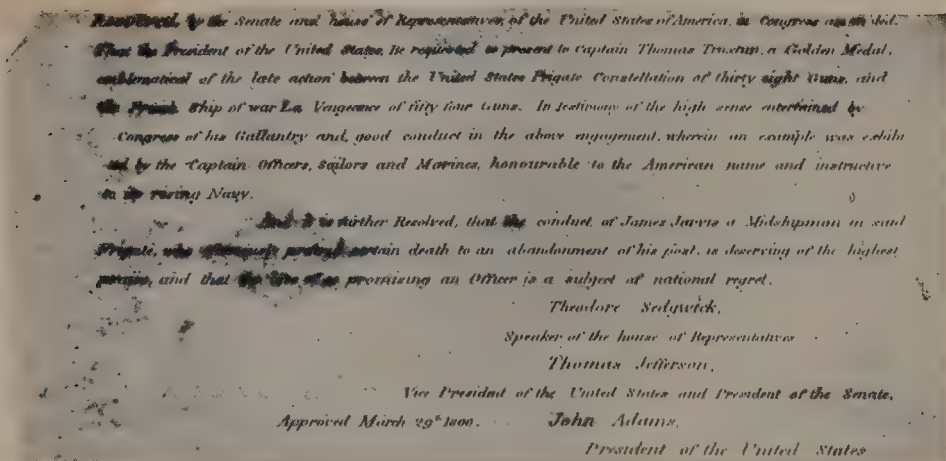 Resolved, by the Senate and house of Representatives, of the United States of America, in Congress
That the President of the United States, be requested to present to Captain Thomas Truxtun, a Golden Medal,
emblematical of the late action between the United States Frigate Constellation of thirty eight Guns, and
the French Ship of war La Vengeance of fifty four Guns. In testimony of the high sense entertained by
Congress of his Gallantry and, good conduct in the above engagement, wherein an example was exhib
ed by the Captain Officers, Sailors and Marines, honourable to the American name and instructive
to its rising Navy.
And it is further Resolved, that the conduct, of James Jarvis a Midshipman in said
Frigate, who certain death to an abandonment of his post, is deserving of the highest
praise, and that the promising an Officer is a subject of national regret.
Theodore Sedgwick,
Speaker of the house of Representatives
Thomas Jefferson,
Vice President of the United States and President of the Senate,
Approved March 29th 1800. John Adams,
President of the United States